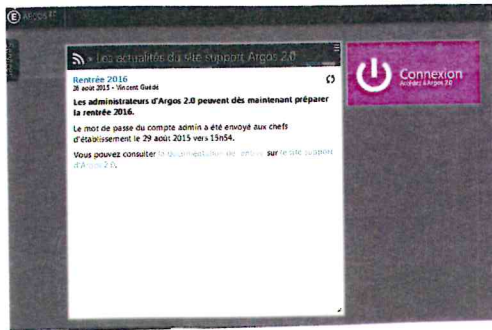 ARGOS
Les actualités du site support Argos 2.0
Rentrée 2016
26 août 2015 - Vincent Guédé
Les administrateurs d'Argos 2.0 peuvent dès maintenant préparer
la rentrée 2016.
Le mot de passe du compte admin a été envoyé aux chefs
d'établissement le 29 août 2015 vers 15h54.
Vous pouvez consulter la documentation de rentrée sur le site support
d'Argos 2.0.
Connexion
Accédez à Argos 2.0